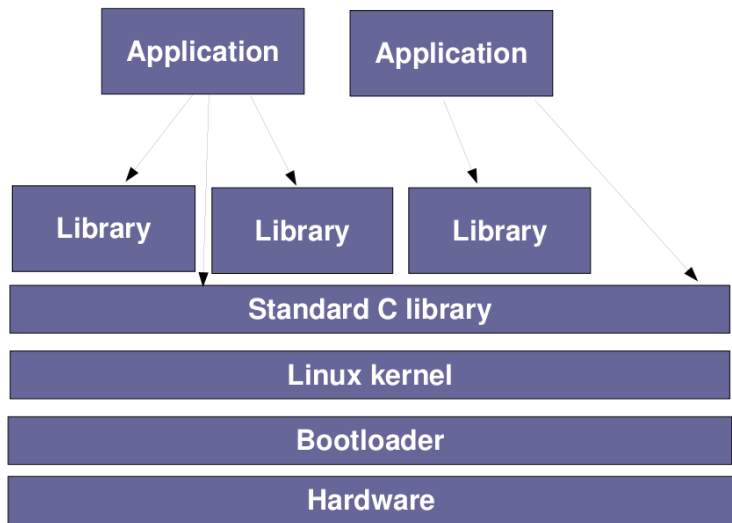 Application
Application
Library
Library
Library
Standard C library
Linux kernel
Bootloader
Hardware